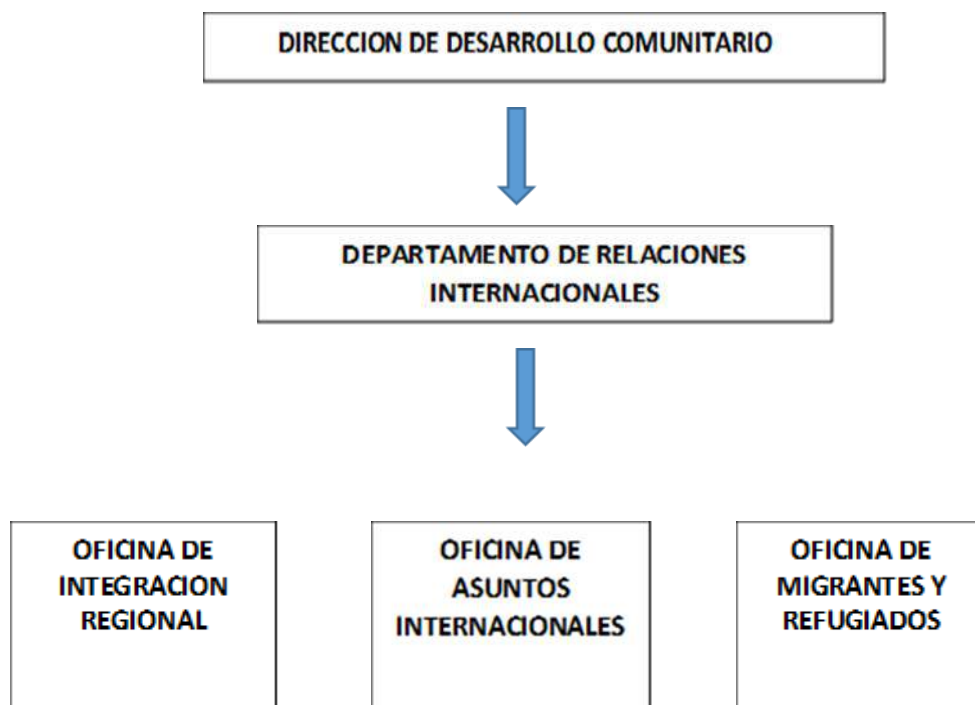 DIRECCION DE DESARROLLO COMUNITARIO
DEPARTAMENTO DE RELACIONES
INTERNACIONALES
OFICINA DE
INTEGRACION
REGIONAL
OFICINA DE
ASUNTOS
INTERNACIONALES
OFICINA DE
MIGRANTES Y
REFUGIADOS